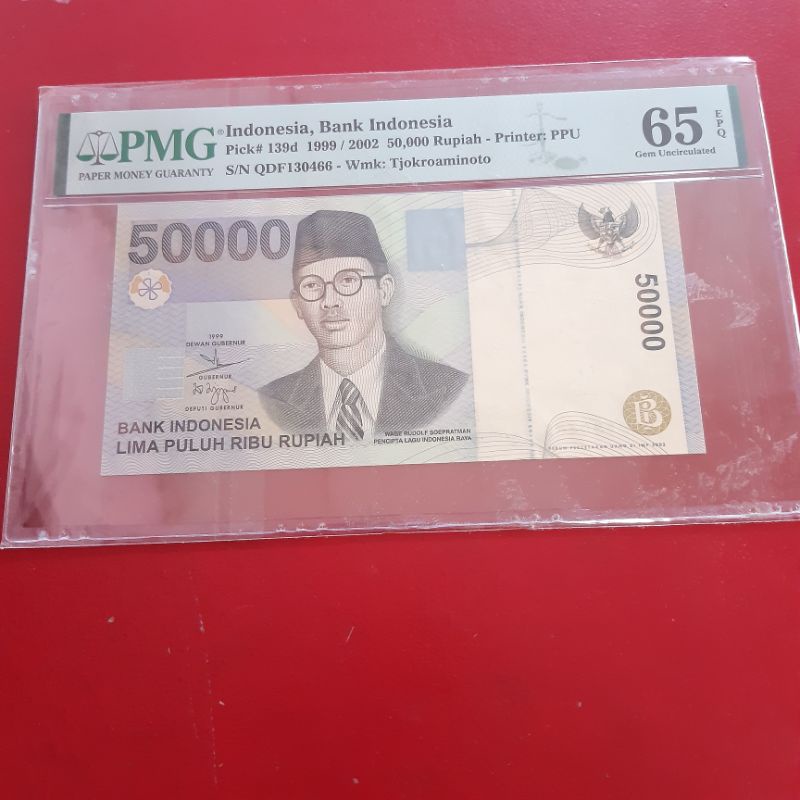 PMG
PAPER MONEY GUARANTY
Indonesia, Bank Indonesia
Pick# 139d 1999 / 2002 50,000 Rupiah - Printer: PPU
S/N QDF130466 - Wmk: Tjokroaminoto
65
EPQ
Gem Uncirculated
50000
1999
DEWAN GUBERNUR
GUBERNUR
DEPUTI GUBERNUR
BANK INDONESIA
LIMA PULUH RIBU RUPIAH
WAGE RUDOLF SOEPRATMAN
PENCIPTA LAGU INDONESIA RAYA
50000